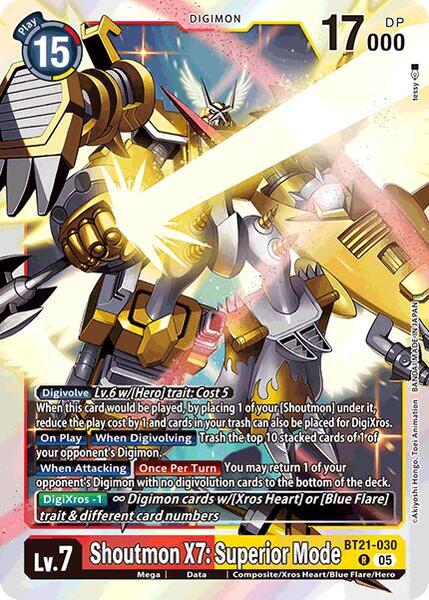 DIGIMON
Play
15
17000 DP
tessy
Digivolve Lv.6 w/[Hero] trait: Cost 5
When this card would be played, by placing 1 of your [Shoutmon] under it,
reduce the play cost by 1 and cards in your trash can also be placed for DigiXros.
On Play When Digivolving Trash the top 10 stacked cards of 1 of
your opponent's Digimon.
When Attacking Once Per Turn You may return 1 of your
opponent's Digimon with no digivolution cards to the bottom of the deck.
DigiXros -1 ∞ Digimon cards w/[Xros Heart] or [Blue Flare]
trait & different card numbers
©Akiyoshi Hongo, Toei Animation BANDAI MADE IN JAPAN
Lv.7
Shoutmon X7: Superior Mode
BT21-030
R 05
Mega Data Composite/Xros Heart/Blue Flare/Hero